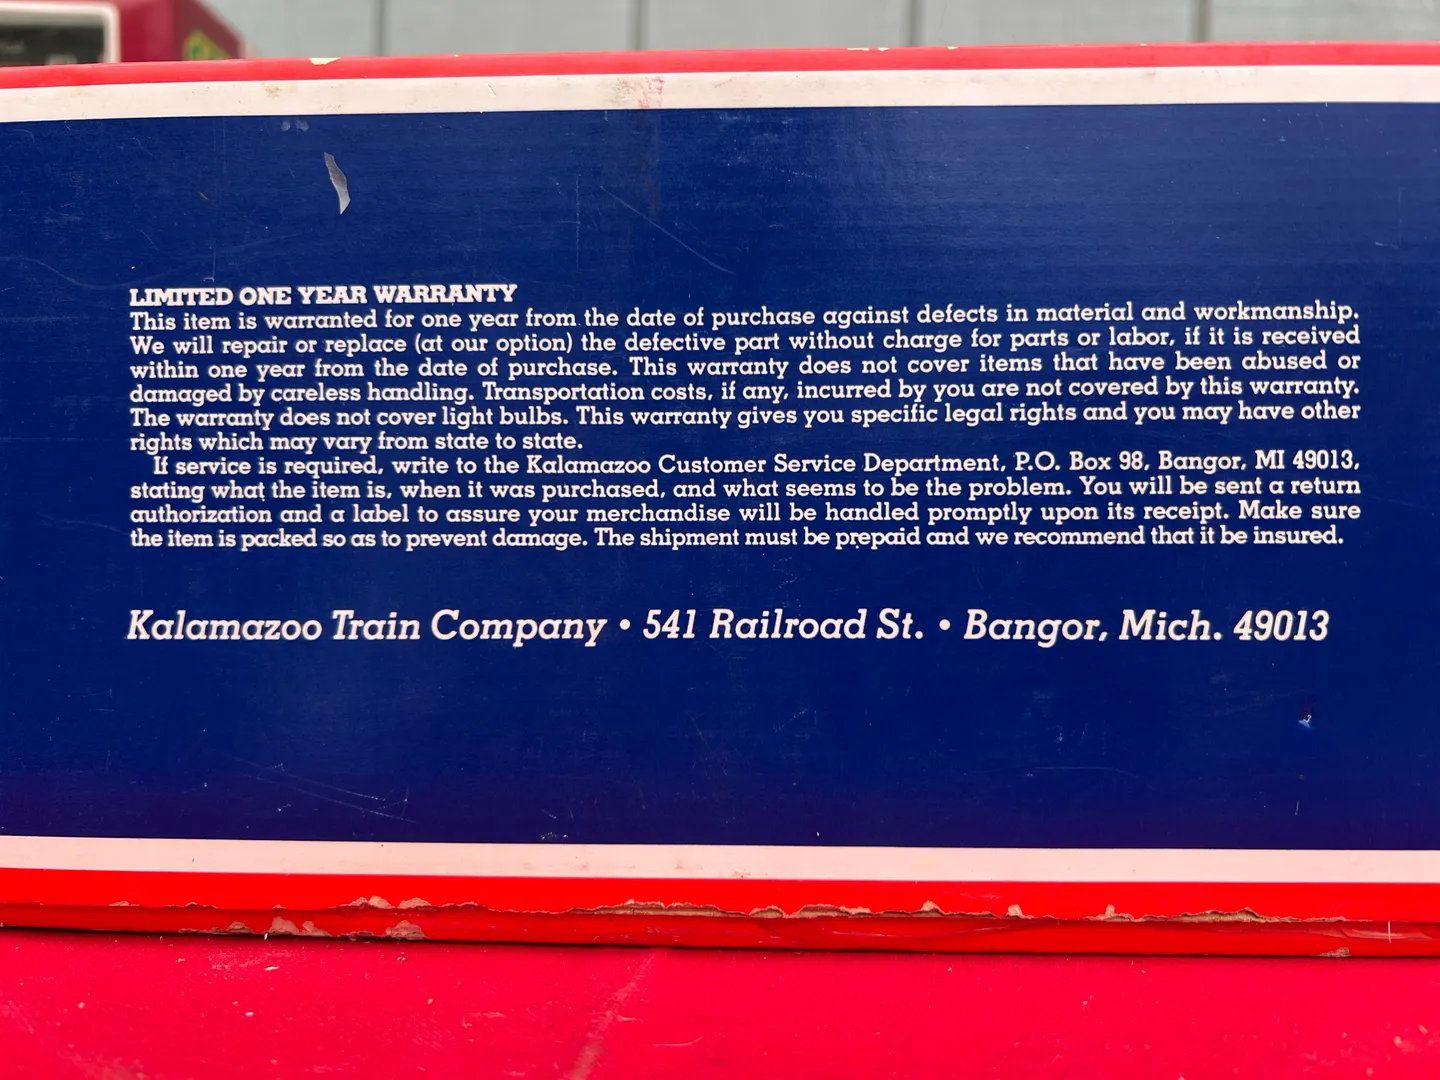 LIMITED ONE YEAR WARRANTY
This item is warranted for one year from the date of purchase against defects in material and workmanship.
We will repair or replace (at our option) the defective part without charge for parts or labor, if it is received
within one year from the date of purchase. This warranty does not cover items that have been abused or
damaged by careless handling. Transportation costs, if any, incurred by you are not covered by this warranty.
The warranty does not cover light bulbs. This warranty gives you specific legal rights and you may have other
rights which may vary from state to state.
If service is required, write to the Kalamazoo Customer Service Department, P.O. Box 98, Bangor, MI 49013,
stating what the item is, when it was purchased, and what seems to be the problem. You will be sent a return
authorization and a label to assure your merchandise will be handled promptly upon its receipt. Make sure
the item is packed so as to prevent damage. The shipment must be prepaid and we recommend that it be insured.
Kalamazoo Train Company • 541 Railroad St. • Bangor, Mich. 49013